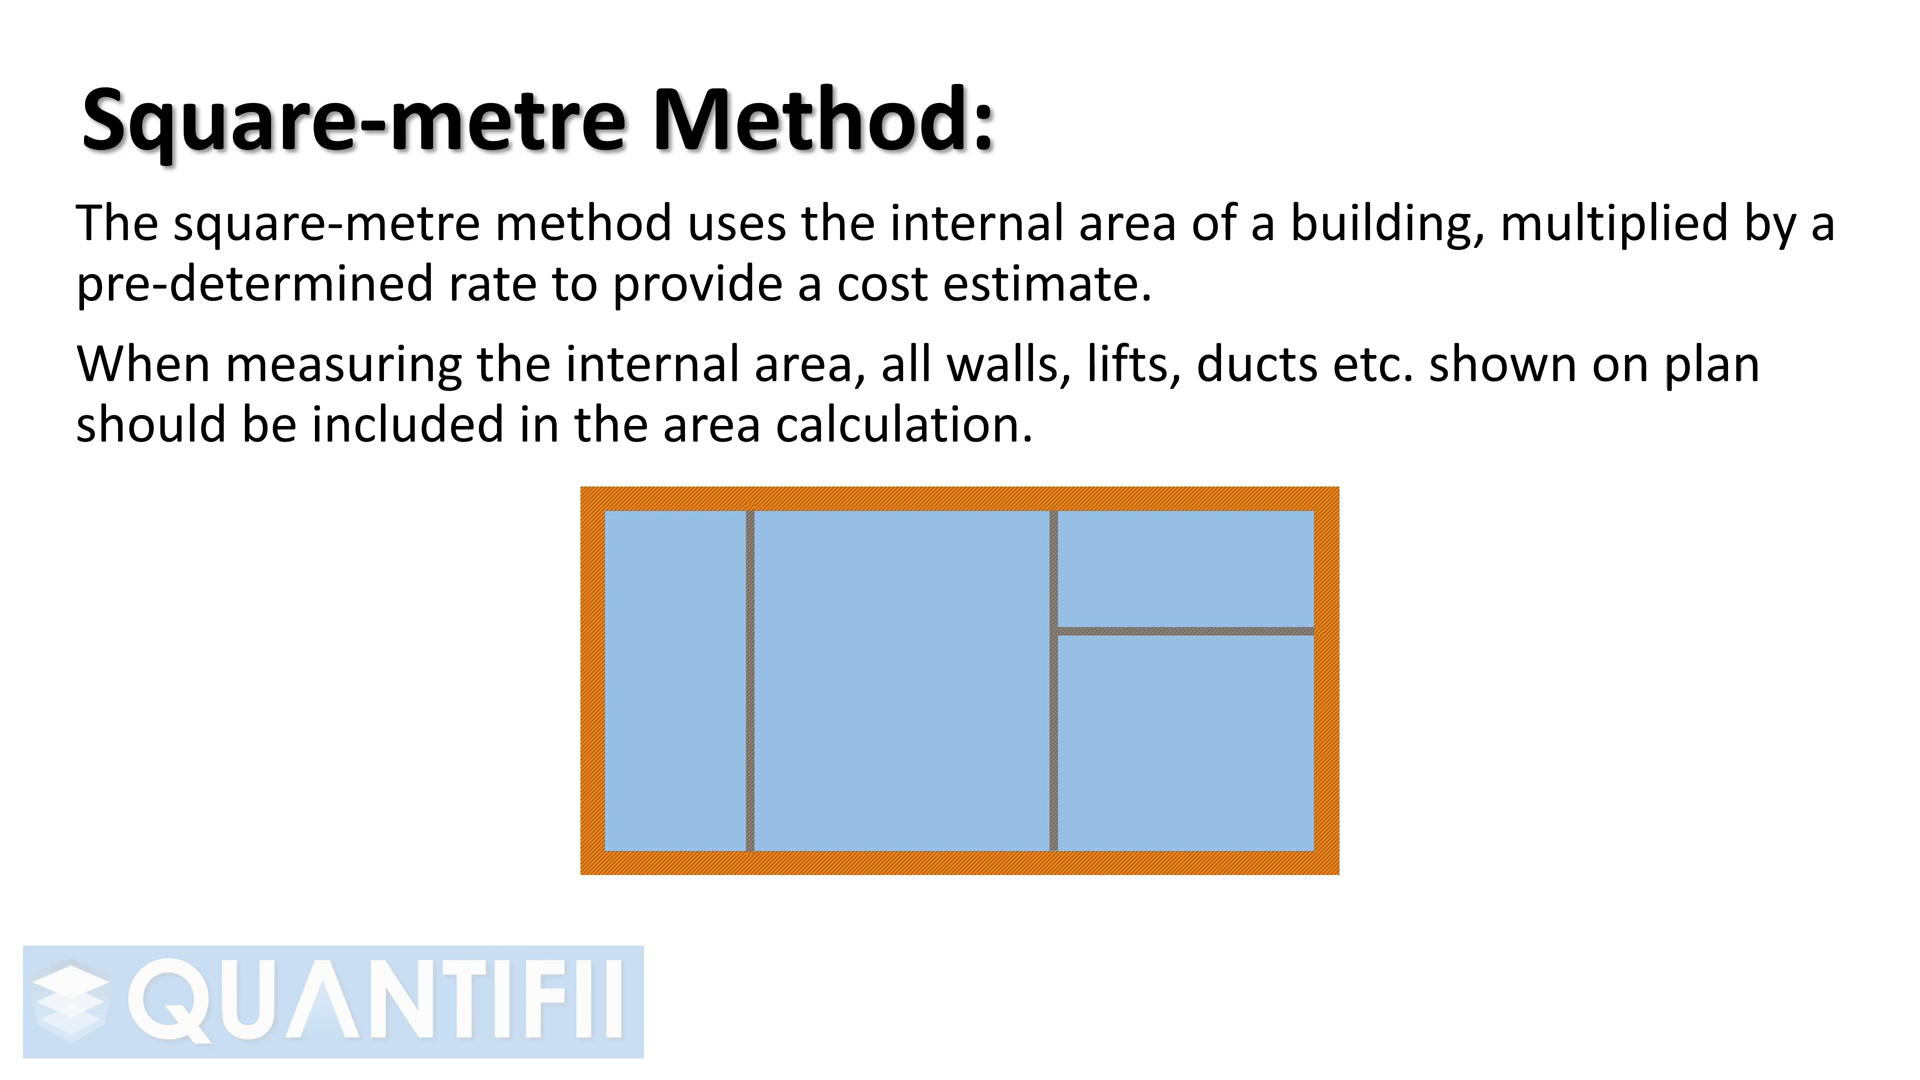 Square-metre Method:
The square-metre method uses the internal area of a building, multiplied by a
pre-determined rate to provide a cost estimate.
When measuring the internal area, all walls, lifts, ducts etc. shown on plan
should be included in the area calculation.
QUANTIFII